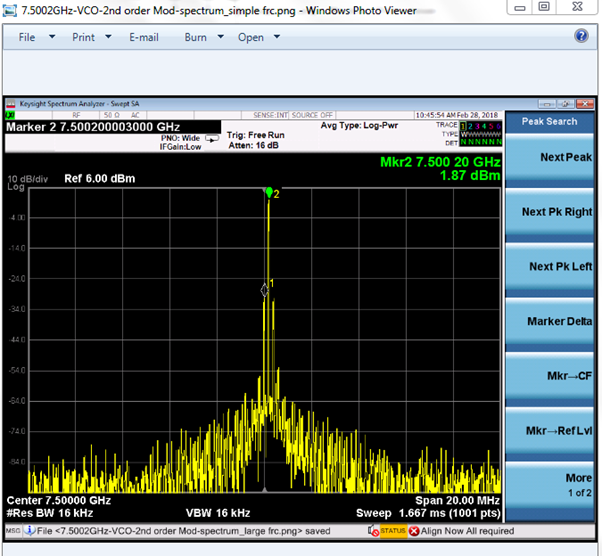 7.5002GHz-VCO-2nd order Mod-spectrum_simple frc.png - Windows Photo Viewer
File Print E-mail Burn Open
Keysight Spectrum Analyzer - Swept SA
RF 50 Ω AC SENSE:INT SOURCE OFF 10:45:54 AM Feb 28, 2018
Marker 2 7.500200003000 GHz
PNO: Wide
IFGain:Low
Trig: Free Run
Atten: 16 dB
Avg Type: Log-Pwr
TRACE 1 2 3 4 5 6
TYPE
DET N N N N N N
Mkr2 7.500 20 GHz
1.87 dBm
10 dB/div
Log
Ref 6.00 dBm
2
1
-4.00
-14.0
-24.0
-34.0
-44.0
-54.0
-64.0
-74.0
-84.0
Center 7.50000 GHz
#Res BW 16 kHz
VBW 16 kHz
Span 20.00 MHz
Sweep 1.667 ms (1001 pts)
MSG File <7.5002GHz-VCO-2nd order Mod-spectrum_large frc.png> saved
STATUS Align Now All required
Peak Search
Next Peak
Next Pk Right
Next Pk Left
Marker Delta
Mkr→CF
Mkr→Ref Lvl
More
1 of 2